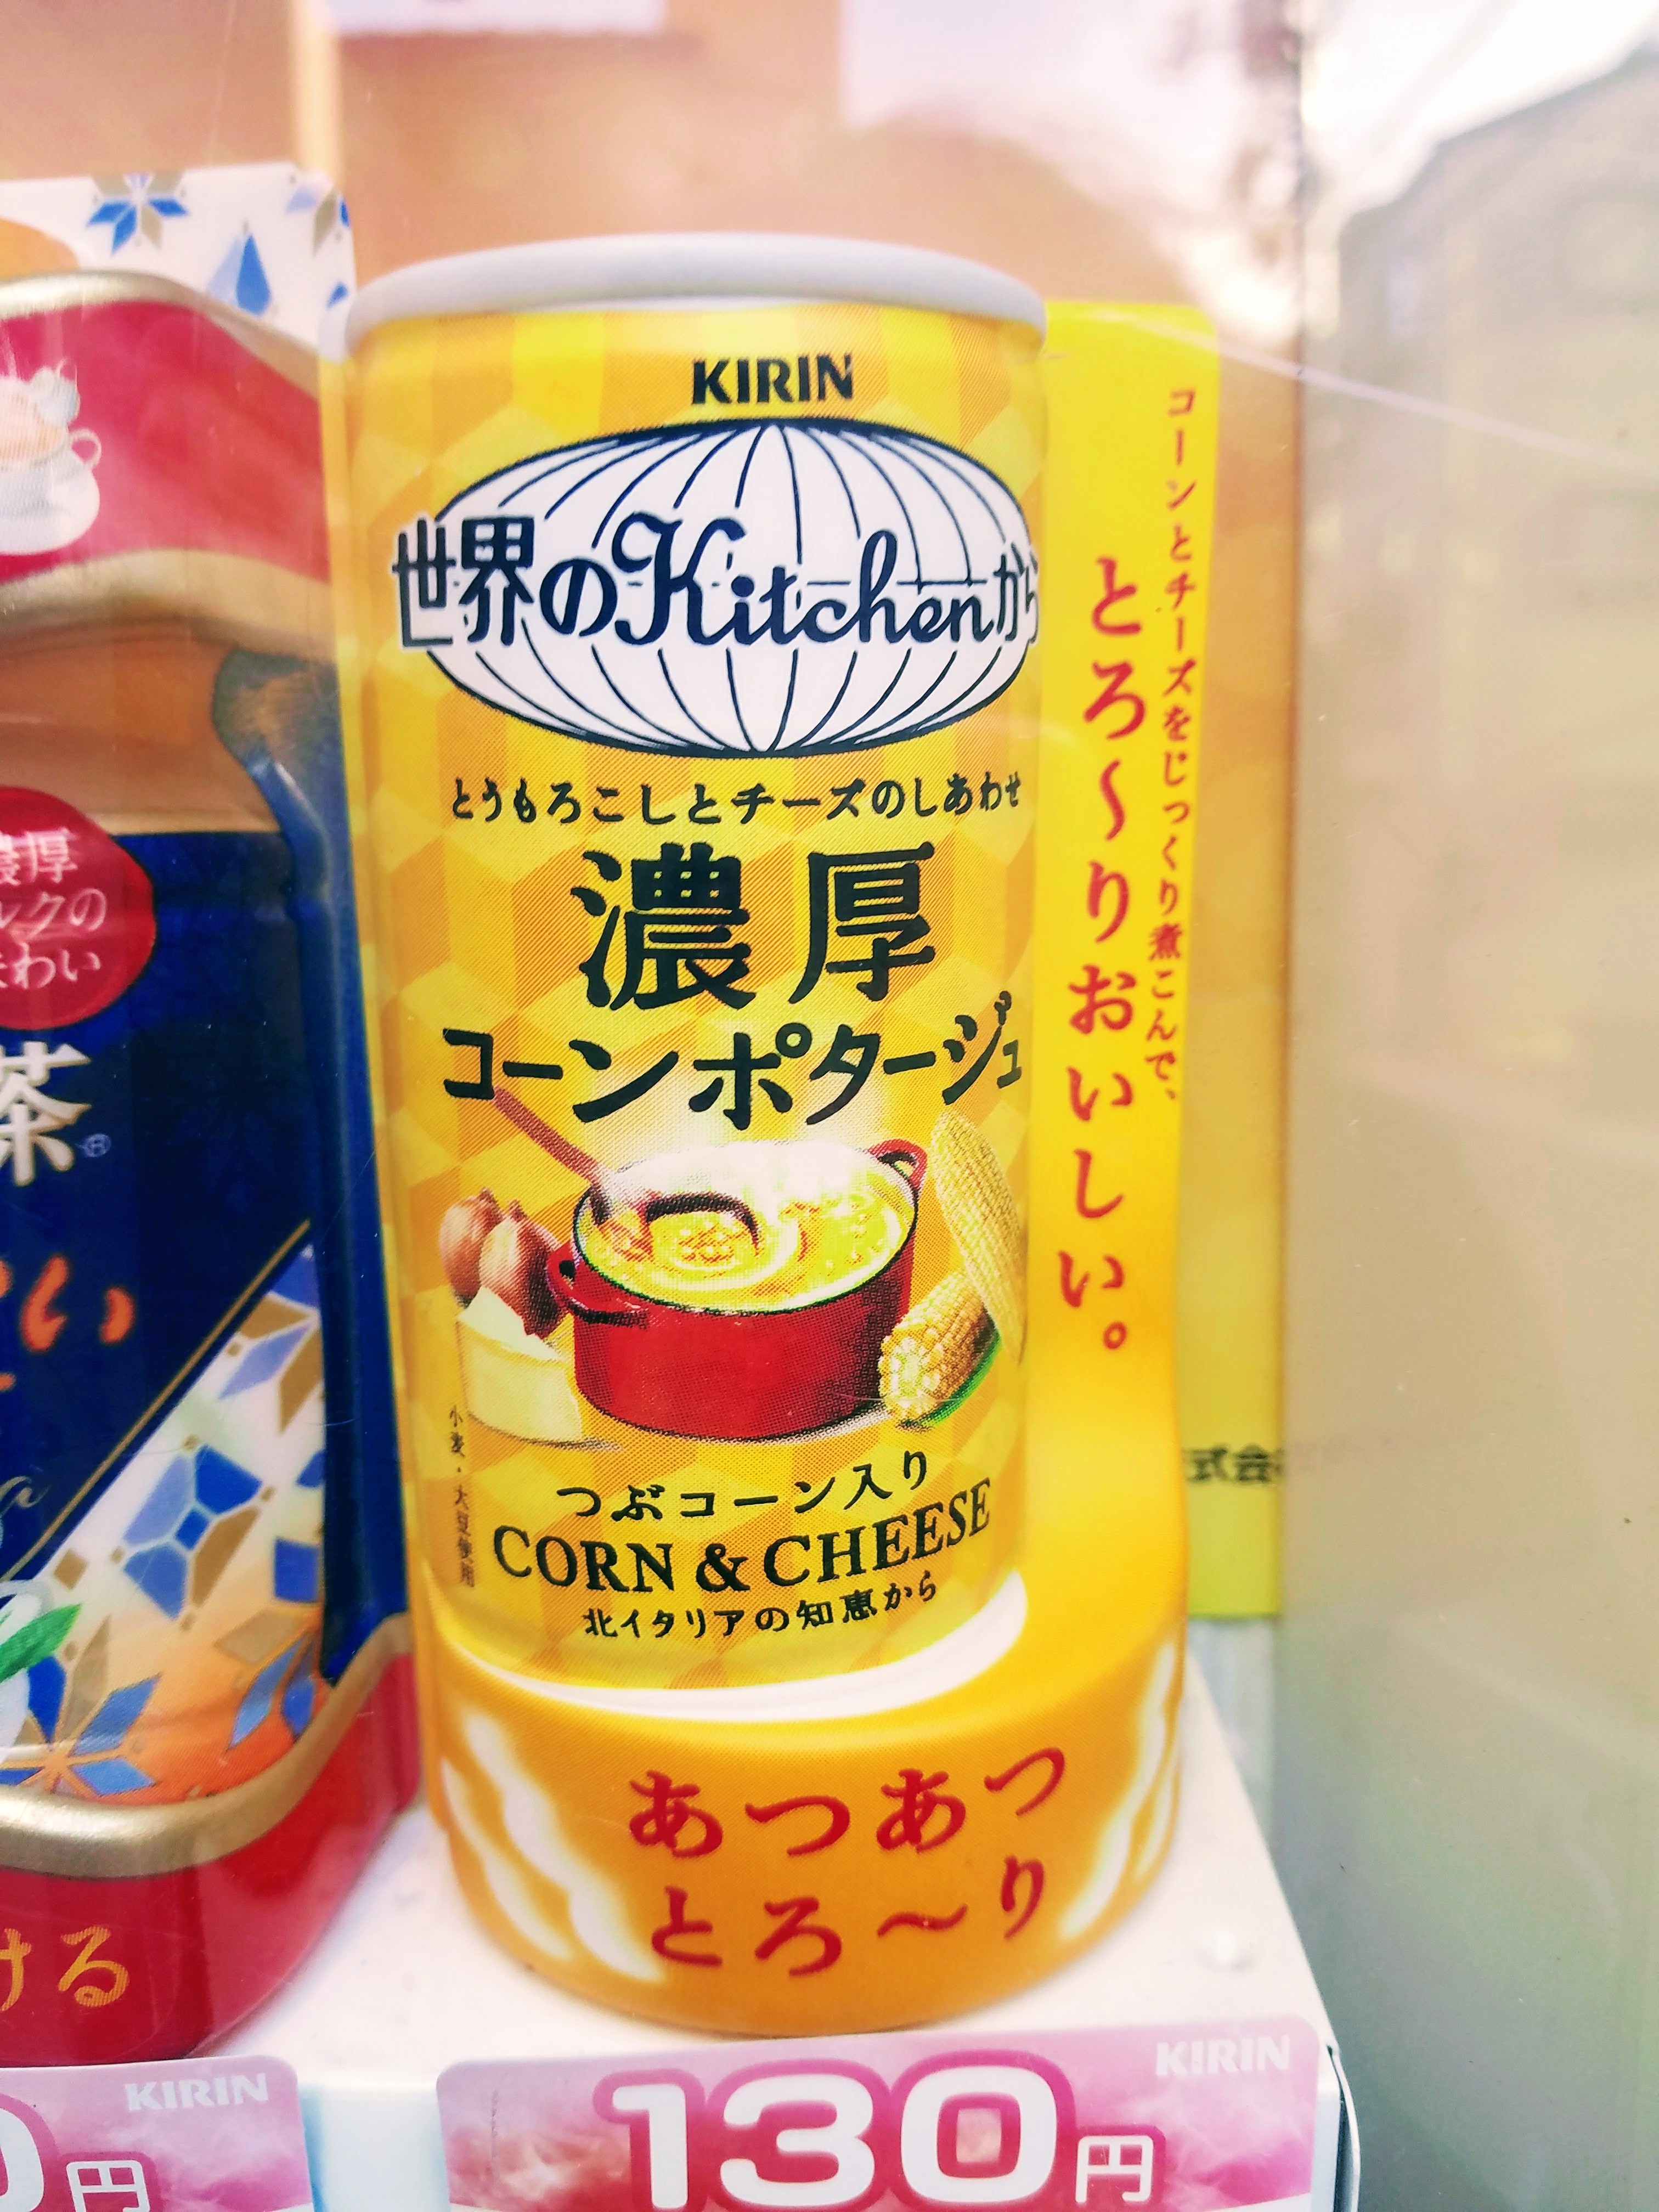 KIRIN
世界のKitchenから
とうもろこしとチーズのしあわせ
濃厚
コーンポタージュ
小麦・大豆使用
つぶコーン入り
CORN & CHEESE
北イタリアの知恵から
あつあつ
とろ〜り
コーンとチーズをじっくり煮こんで、
とろ〜りおいしい。
式会
KIRIN
130円
濃厚
ルクの
わい
茶®
い
ける
KIRIN
0円